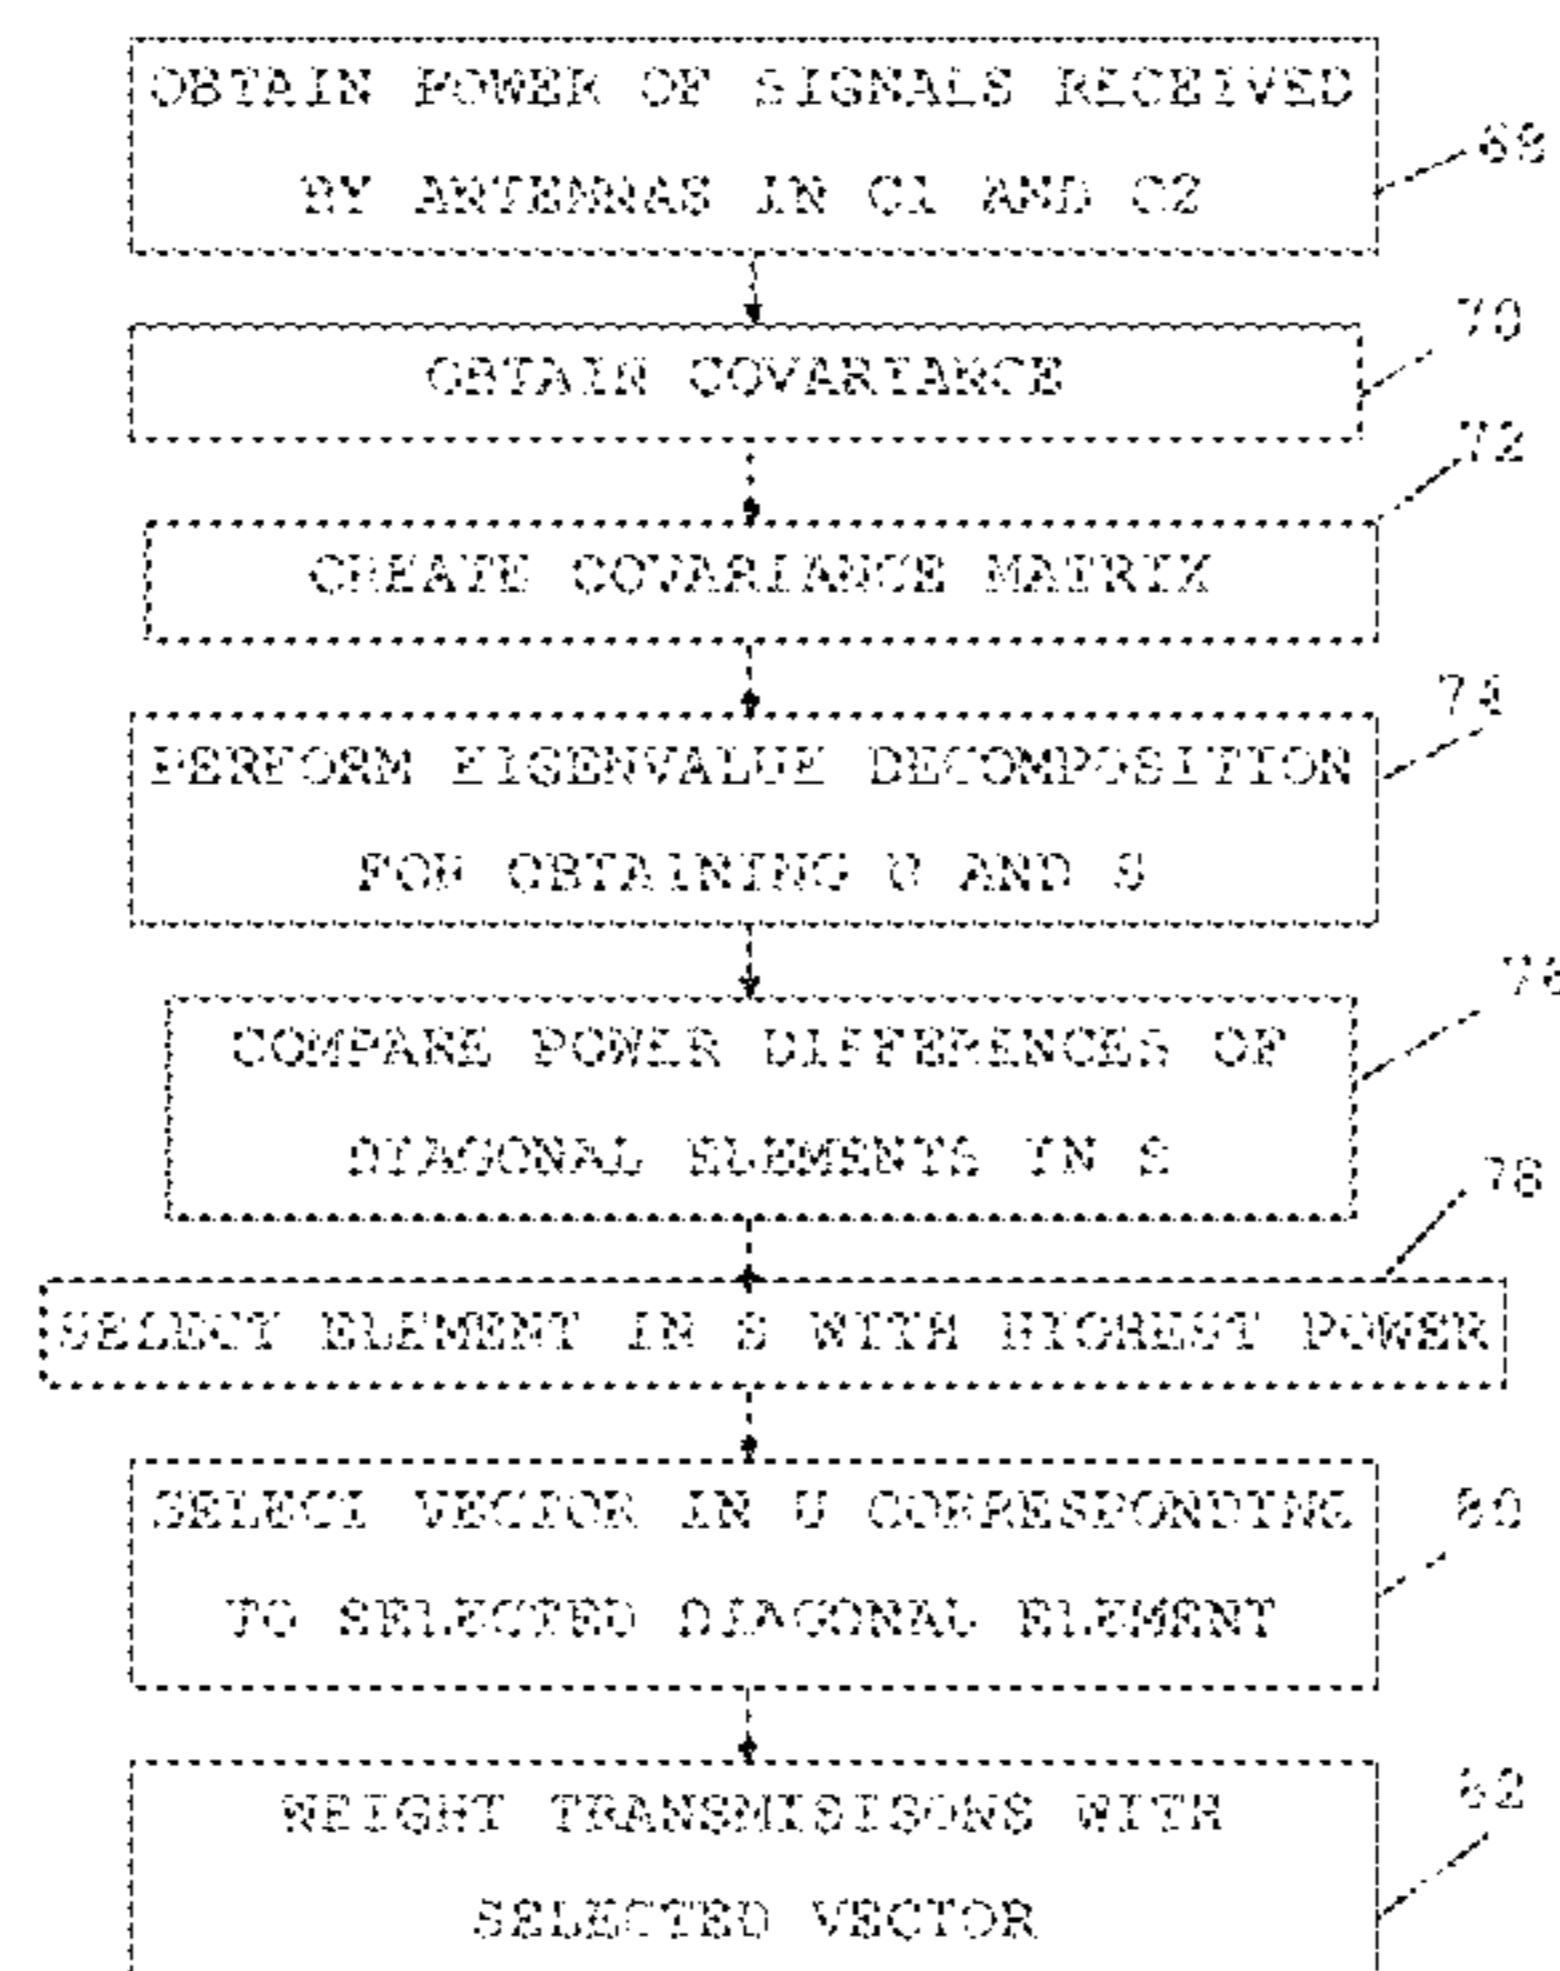 OBTAIN POWER OF SIGNALS RECEIVED
BY ANTENNAS IN C1 AND C2
70
OBTAIN COVARIANCE
72
CREATE COVARIANCE MATRIX
74
PERFORM EIGENVALUE DECOMPOSITION
FOR OBTAINING U AND S
76
COMPARE POWER DIFFERENCES OF
DIAGONAL ELEMENTS IN S
78
SELECT ELEMENT IN S WITH HIGHEST POWER
SELECT VECTOR IN U CORRESPONDING
80
TO SELECTED DIAGONAL ELEMENT
82
WEIGHT TRANSMISISONS WITH
SELECTED VECTOR